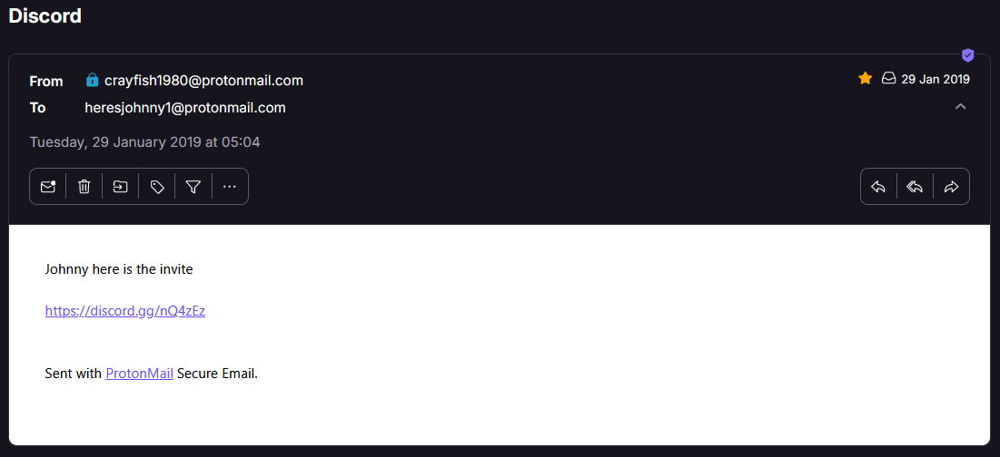 Discord
From crayfish1980@protonmail.com 29 Jan 2019
To heresjohnny1@protonmail.com
Tuesday, 29 January 2019 at 05:04
Johnny here is the invite
https://discord.gg/nQ4zEz
Sent with ProtonMail Secure Email.